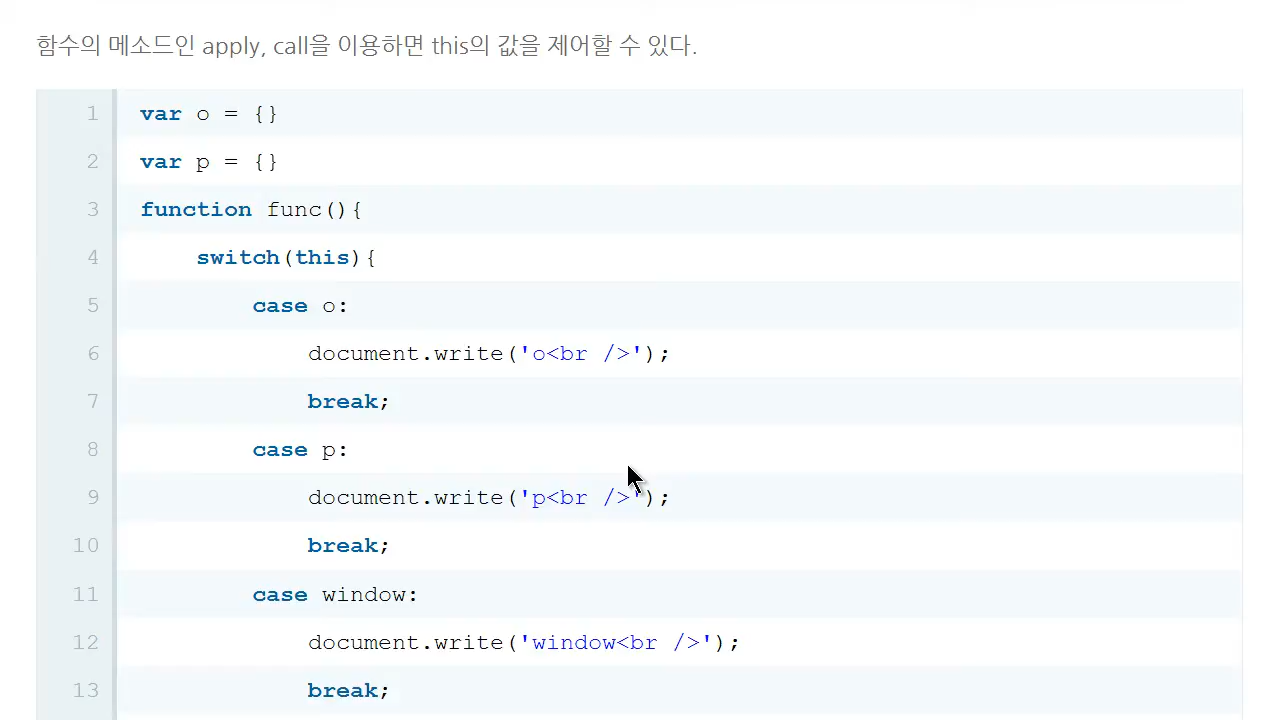 함수의 메소드인 apply, call을 이용하면 this의 값을 제어할 수 있다.
1 var o = {}
2 var p = {}
3 function func(){
4 switch(this){
5 case o:
6 document.write('o<br />');
7 break;
8 case p:
9 document.write('p<br />');
10 break;
11 case window:
12 document.write('window<br />');
13 break;